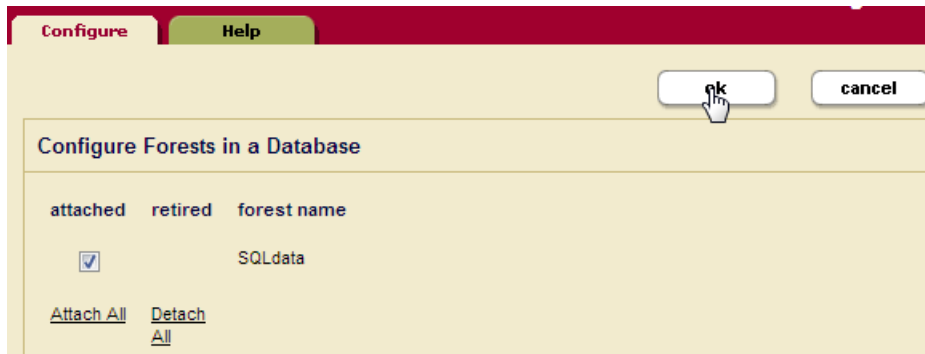 Configure Help
ok cancel
Configure Forests in a Database
attached retired forest name
SQLdata
Attach All Detach
All